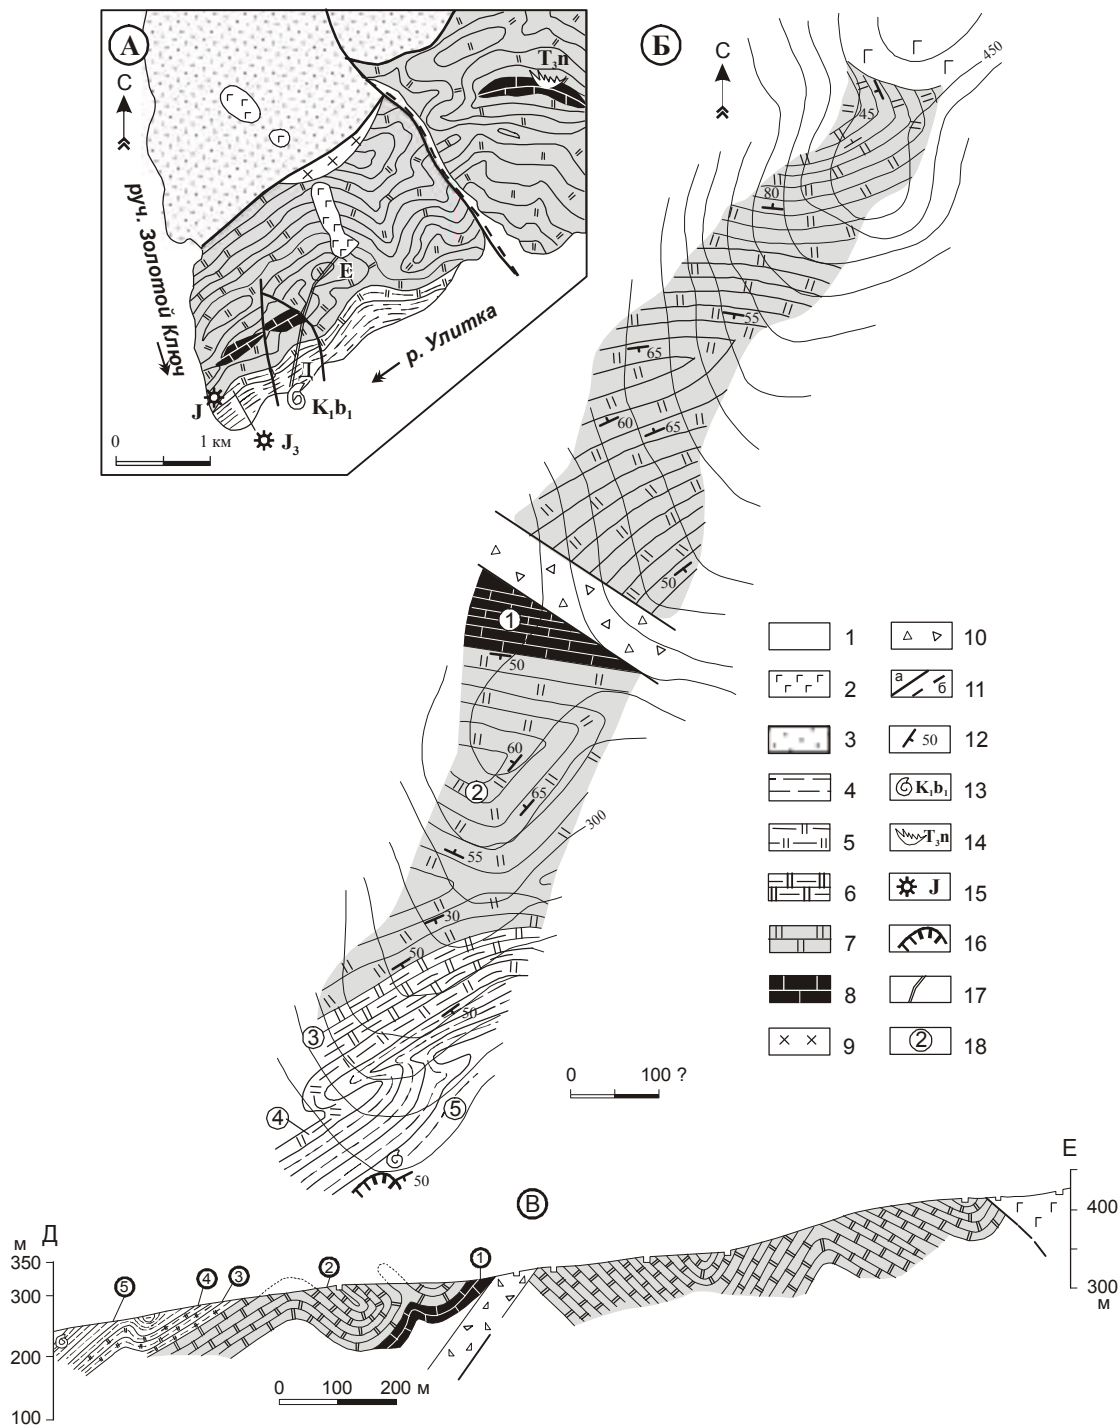 А
Б
С
С
T₃n
руч. Золотой Ключ
Е
Д
р. Улитка
J
J₃
K₁b₁
0 1 км
450
45
80
55
65
60
65
50
1
50
60
2
65
300
55
30
50
50
3
4
5
50
0 100 ?
1
2
3
4
5
6
7
8
9
10
а б 11
50 12
K₁b₁ 13
T₃n 14
J 15
16
17
2 18
В
м Д
350
300
200
100
5
4
3
2
1
Е
400
300
м
0 100 200 м